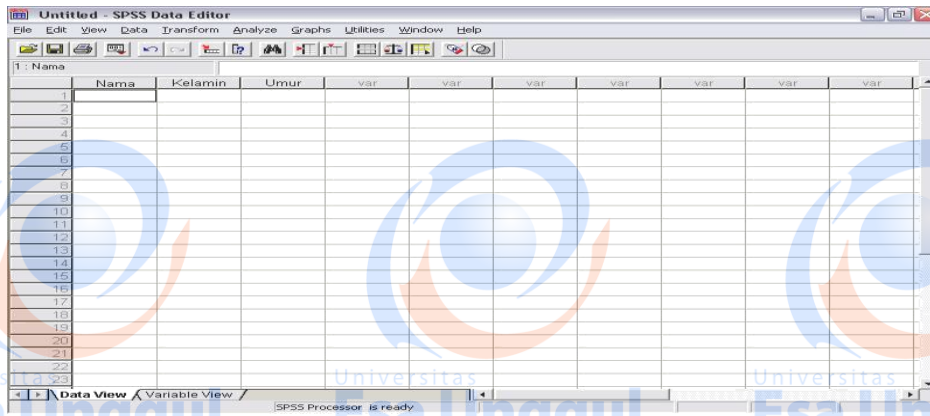 Untitled - SPSS Data Editor
File Edit View Data Transform Analyze Graphs Utilities Window Help
1 : Nama
Nama Kelamin Umur var var var var var var var
1
2
3
4
5
6
7
8
9
10
11
12
13
14
15
16
17
18
19
20
21
22
23
Universitas Universitas
Data View Variable View
SPSS Processor is ready
Esa Unggul